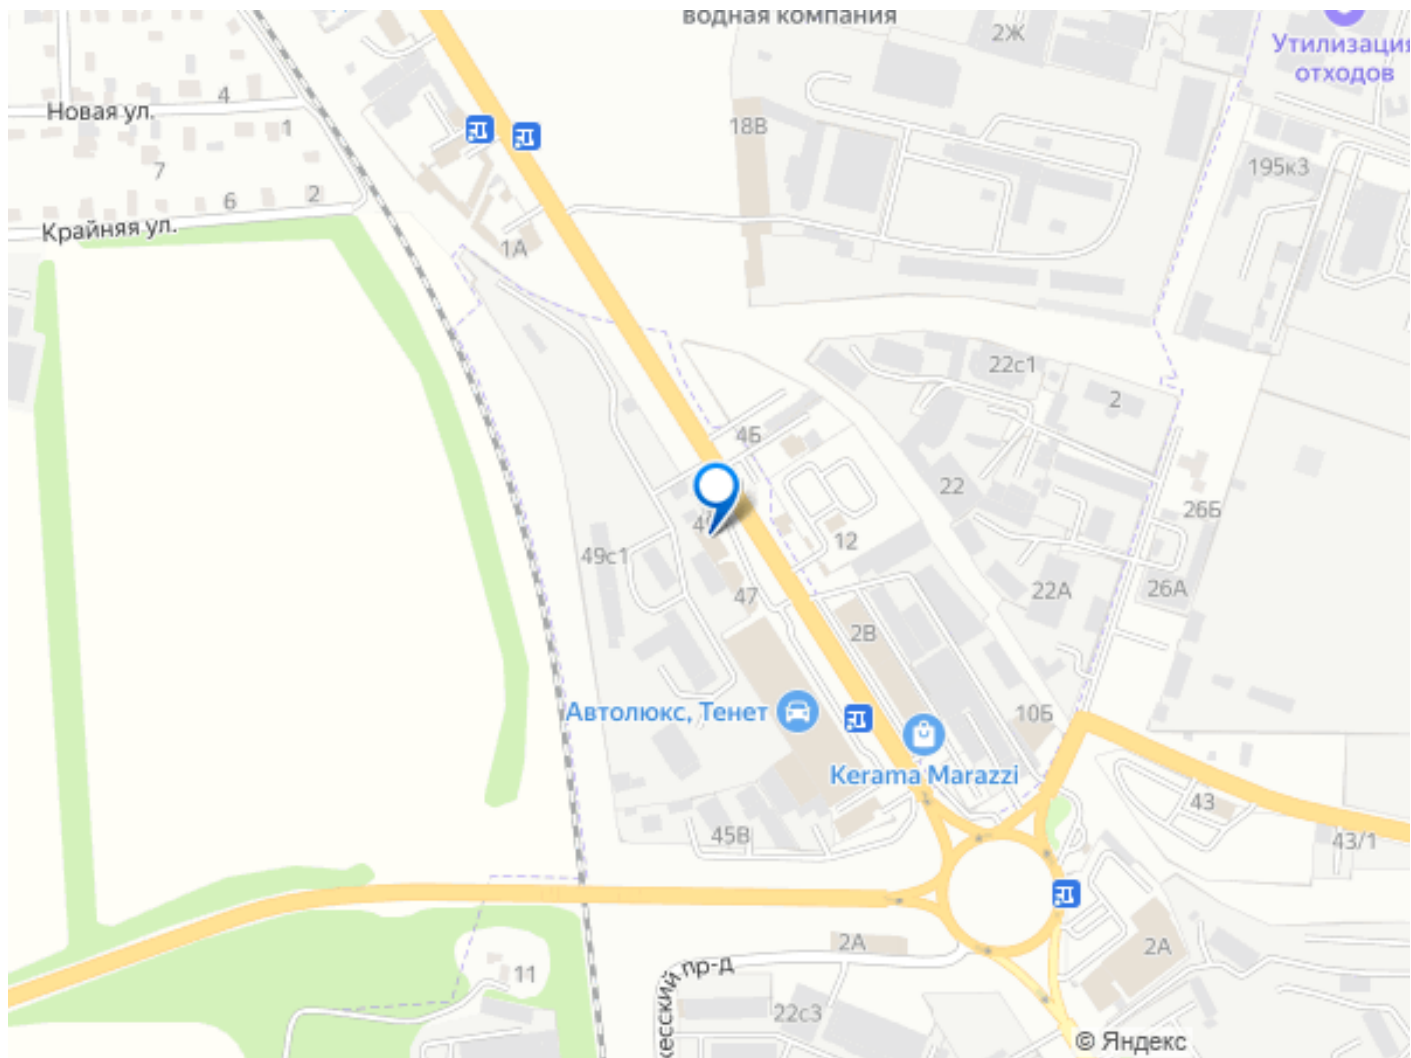 водная компания
2Ж
Утилизация
отходов
4
Новая ул.
1
18В
7
195к3
6
2
Крайняя ул.
1А
22с1
2
4Б
22
26Б
12
49с1
22А
26А
47
2В
Автолюкс, Тенет
10Б
Kerama Marazzi
43
45В
43/1
2А
2А
11
22с3
© Яндекс